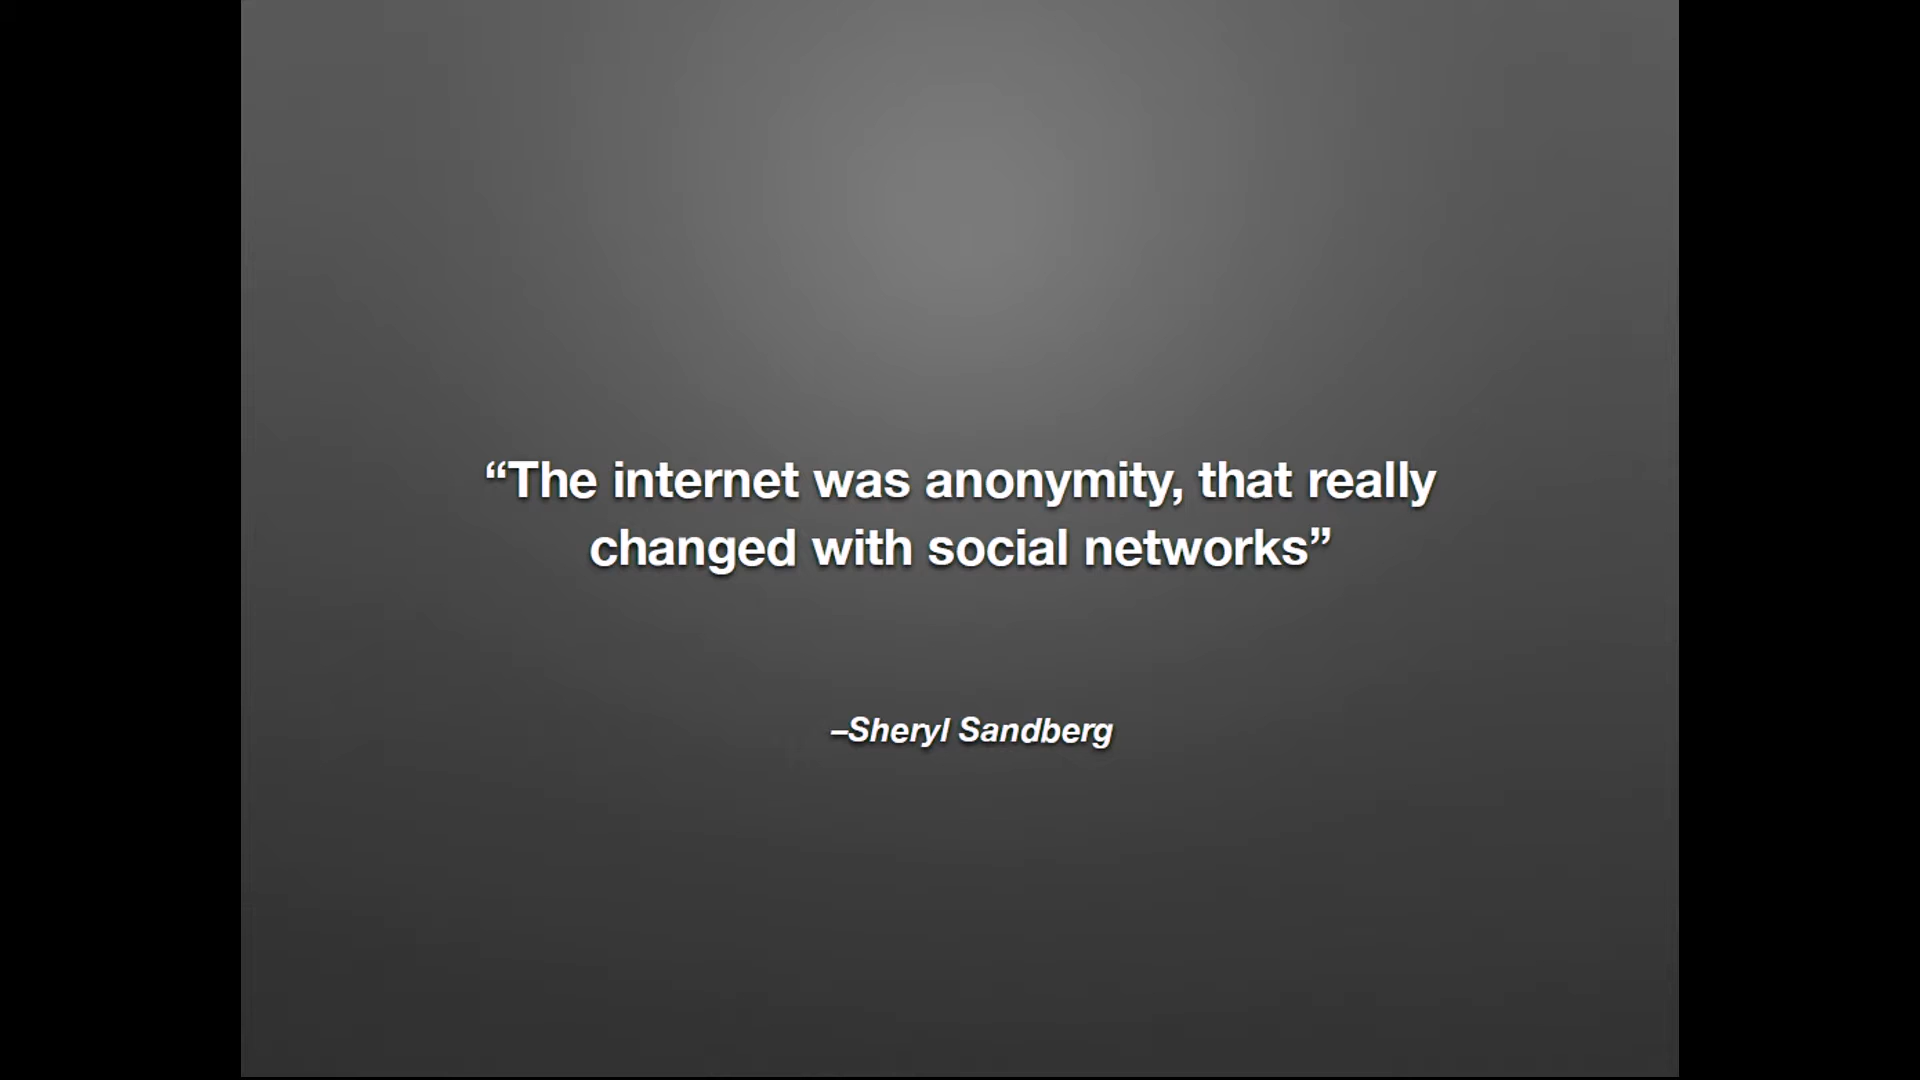 “The internet was anonymity, that really
changed with social networks”
–Sheryl Sandberg